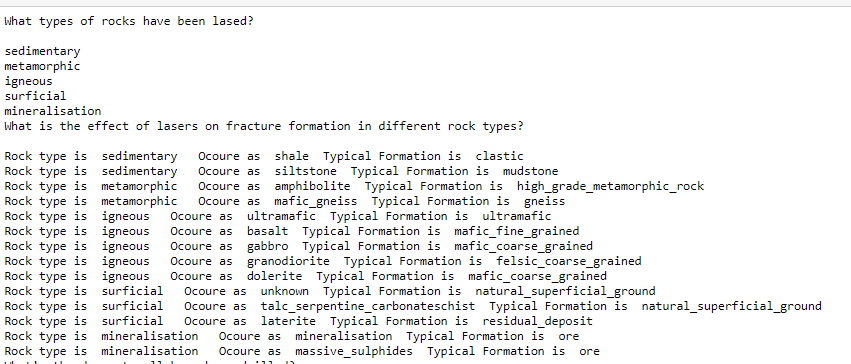 What types of rocks have been lased?
sedimentary
metamorphic
igneous
surficial
mineralisation
What is the effect of lasers on fracture formation in different rock types?
Rock type is sedimentary Ocoure as shale Typical Formation is clastic
Rock type is sedimentary Ocoure as siltstone Typical Formation is mudstone
Rock type is metamorphic Ocoure as amphibolite Typical Formation is high_grade_metamorphic_rock
Rock type is metamorphic Ocoure as mafic_gneiss Typical Formation is gneiss
Rock type is igneous Ocoure as ultramafic Typical Formation is ultramafic
Rock type is igneous Ocoure as basalt Typical Formation is mafic_fine_grained
Rock type is igneous Ocoure as gabbro Typical Formation is mafic_coarse_grained
Rock type is igneous Ocoure as granodiorite Typical Formation is felsic_coarse_grained
Rock type is igneous Ocoure as dolerite Typical Formation is mafic_coarse_grained
Rock type is surficial Ocoure as unknown Typical Formation is natural_superficial_ground
Rock type is surficial Ocoure as talc_serpentine_carbonateschist Typical Formation is natural_superficial_ground
Rock type is surficial Ocoure as laterite Typical Formation is residual_deposit
Rock type is mineralisation Ocoure as mineralisation Typical Formation is ore
Rock type is mineralisation Ocoure as massive_sulphides Typical Formation is ore